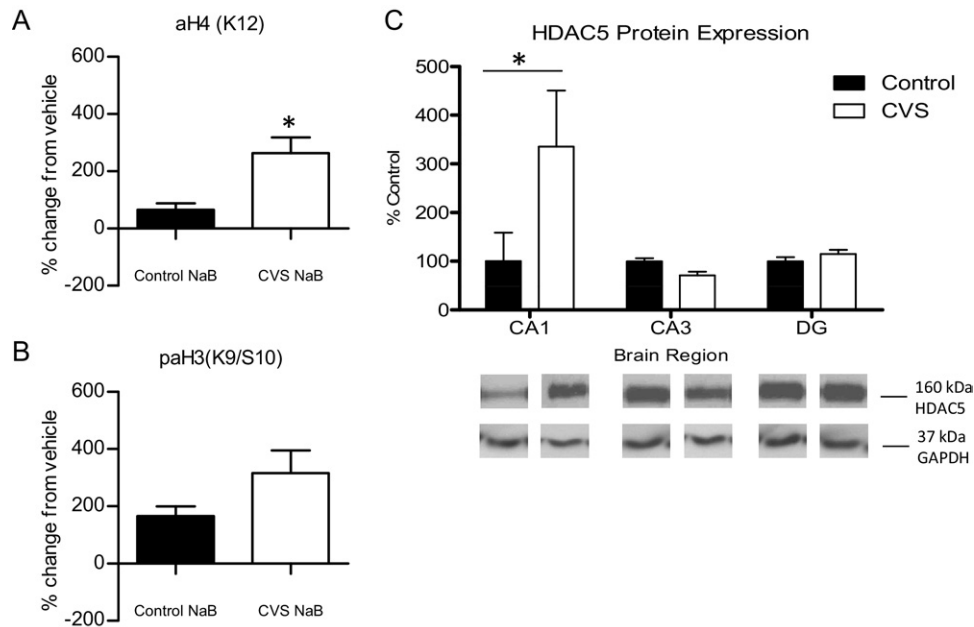 A
aH4 (K12)
% change from vehicle
600
400
200
0
-200
*
Control NaB
CVS NaB
B
paH3(K9/S10)
% change from vehicle
600
400
200
0
-200
Control NaB
CVS NaB
C
HDAC5 Protein Expression
% Control
500
400
300
200
100
0
*
Control
CVS
CA1
CA3
DG
Brain Region
160 kDa
HDAC5
37 kDa
GAPDH